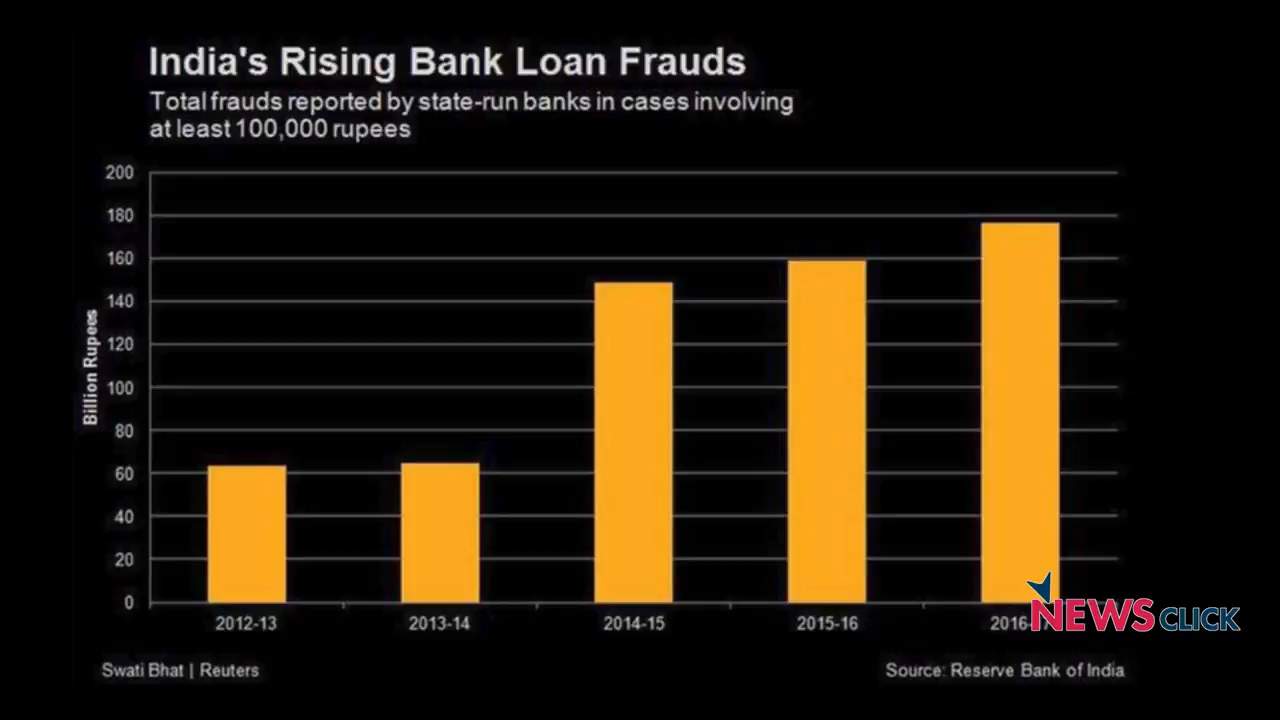 India's Rising Bank Loan Frauds
Total frauds reported by state-run banks in cases involving
at least 100,000 rupees
Billion Rupees
200
180
160
140
120
100
80
60
40
20
0
2012-13
2013-14
2014-15
2015-16
2016-
NEWSCLICK
Swati Bhat | Reuters
Source: Reserve Bank of India